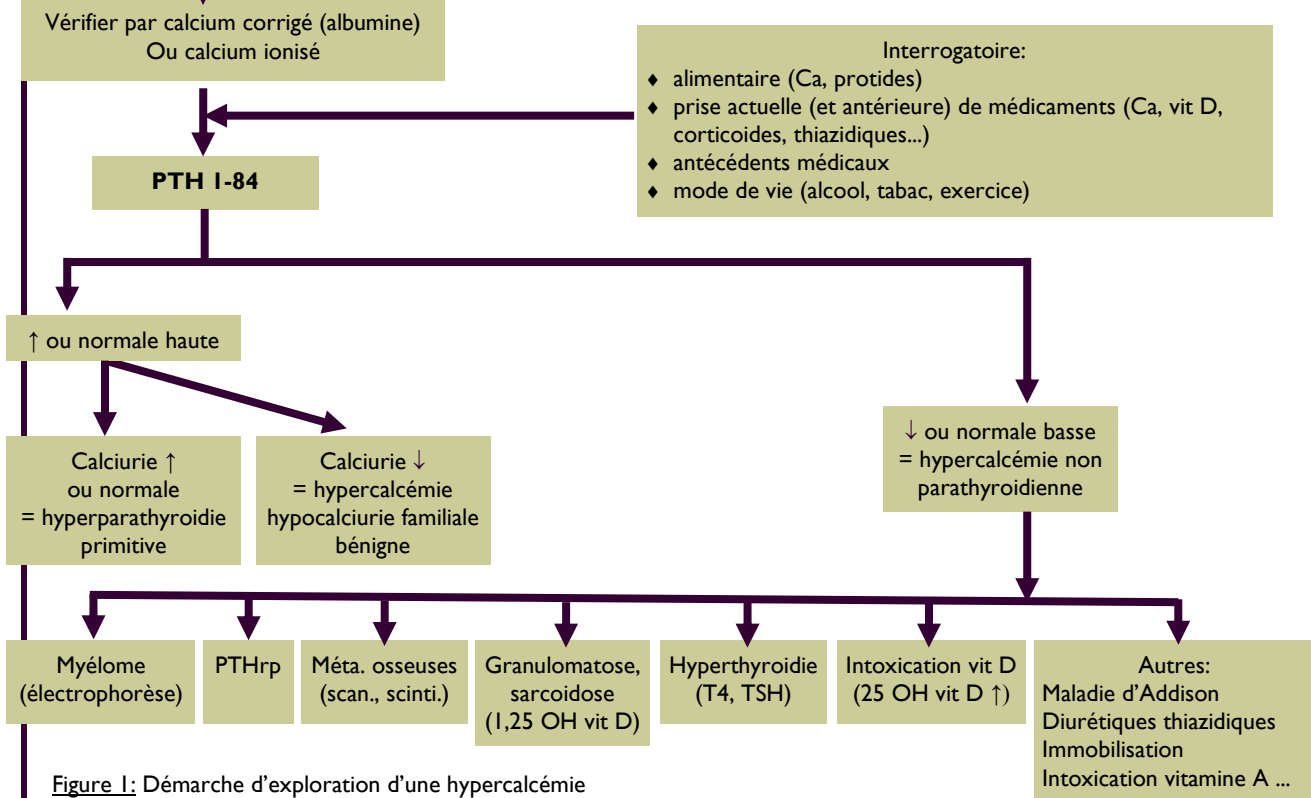 Vérifier par calcium corrigé (albumine)
Ou calcium ionisé
Interrogatoire:
♦ alimentaire (Ca, protides)
♦ prise actuelle (et antérieure) de médicaments (Ca, vit D,
corticoides, thiazidiques...)
♦ antécédents médicaux
♦ mode de vie (alcool, tabac, exercice)
PTH 1-84
↑ ou normale haute
Calciurie ↑
ou normale
= hyperparathyroidie
primitive
Calciurie ↓
= hypercalcémie
hypocalciurie familiale
bénigne
↓ ou normale basse
= hypercalcémie non
parathyroidienne
Myélome
(électrophorèse)
PTHrp
Méta. osseuses
(scan., scinti.)
Granulomatose,
sarcoidose
(1,25 OH vit D)
Hyperthyroidie
(T4, TSH)
Intoxication vit D
(25 OH vit D ↑)
Autres:
Maladie d’Addison
Diurétiques thiazidiques
Immobilisation
Intoxication vitamine A ...
Figure 1: Démarche d’exploration d’une hypercalcémie